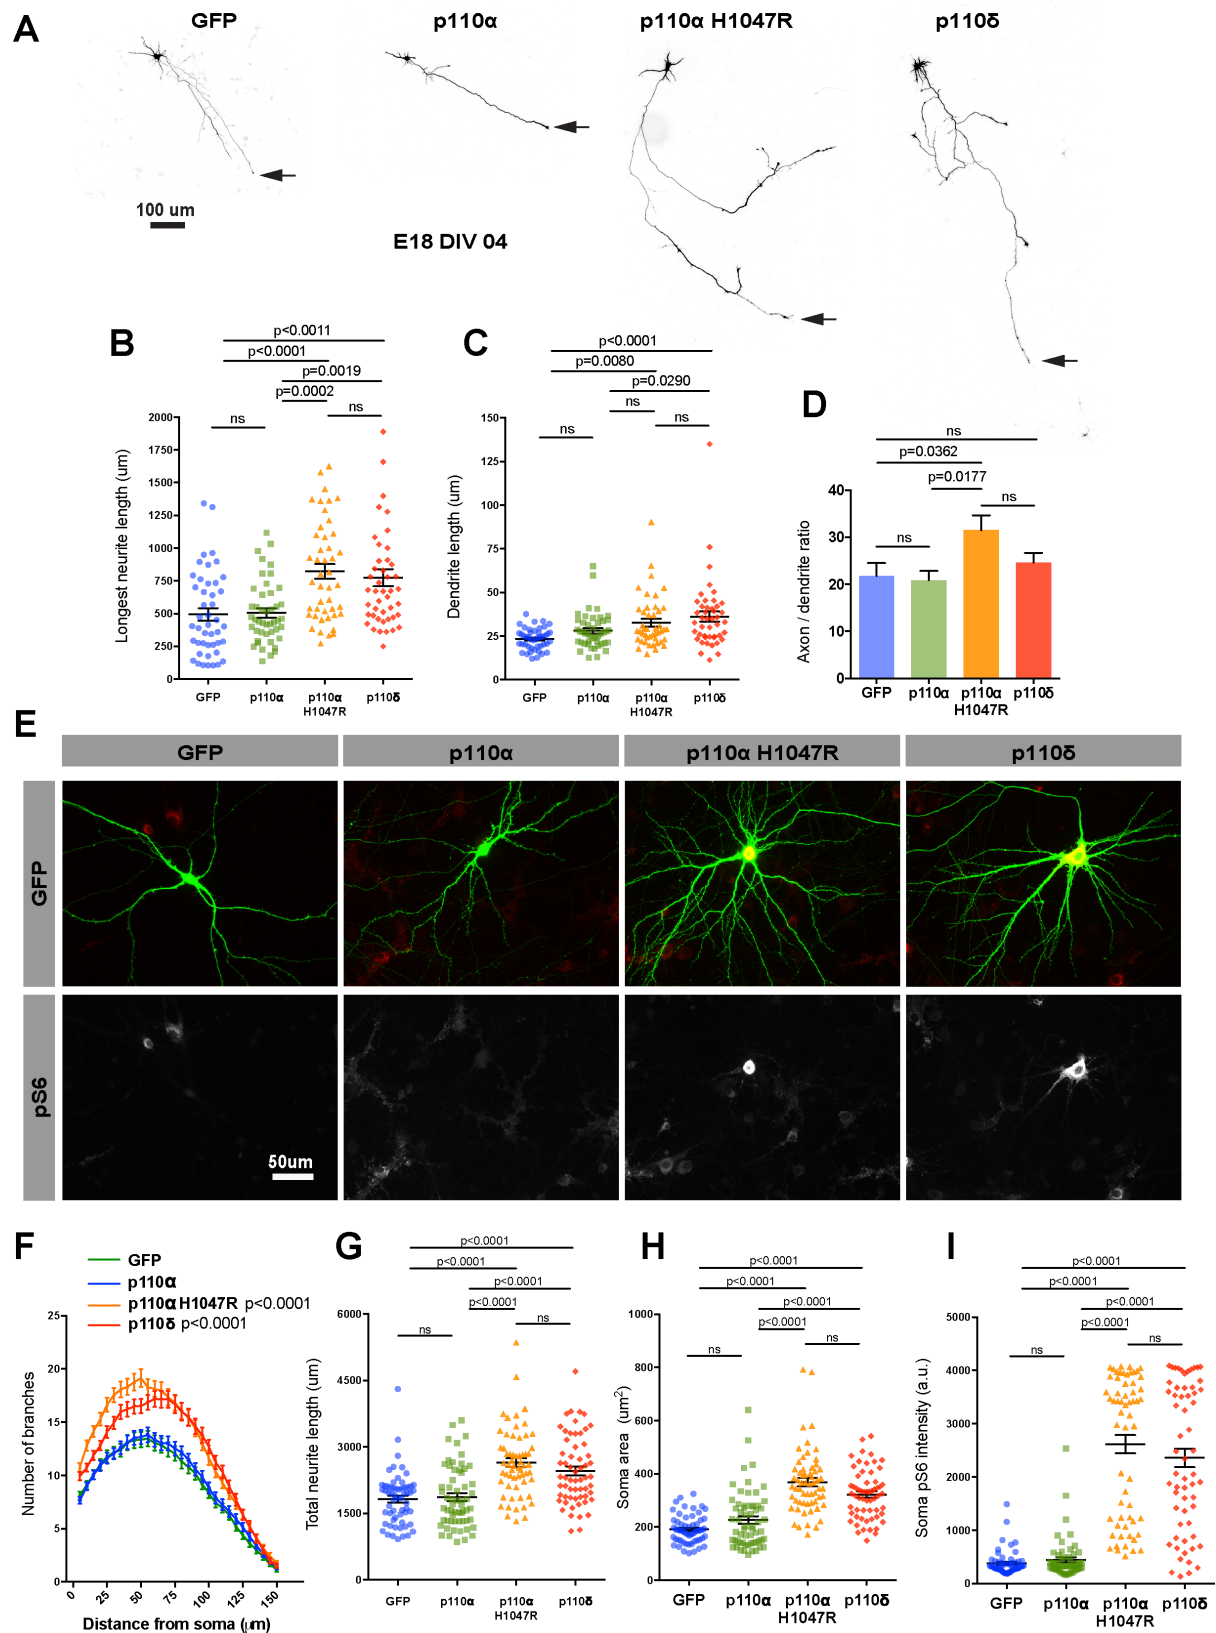 A
GFP
p110α
p110α H1047R
p110δ
100 um
E18 DIV 04
B
p<0.0011
p<0.0001
p=0.0019
p=0.0002
ns
ns
Longest neurite length (um)
2000
1750
1500
1250
1000
750
500
250
0
GFP
p110α
p110α
H1047R
p110δ
C
p<0.0001
p=0.0080
p=0.0290
ns
ns
ns
Dendrite length (um)
150
125
100
75
50
25
0
GFP
p110α
p110α
H1047R
p110δ
D
ns
p=0.0362
p=0.0177
ns
ns
Axon / dendrite ratio
40
30
20
10
0
GFP
p110α
p110α
H1047R
p110δ
E
GFP
p110α
p110α H1047R
p110δ
GFP
pS6
50um
F
GFP
p110α
p110α H1047R p<0.0001
p110δ p<0.0001
Number of branches
25
20
15
10
5
0
0
25
50
75
100
125
150
Distance from soma (μm)
G
p<0.0001
p<0.0001
p<0.0001
p<0.0001
ns
ns
Total neurite length (um)
6000
4500
3000
1500
0
GFP
p110α
p110α
H1047R
p110δ
H
p<0.0001
p<0.0001
p<0.0001
p<0.0001
ns
ns
Soma area (um²)
1000
800
600
400
200
0
GFP
p110α
p110α
H1047R
p110δ
I
p<0.0001
p<0.0001
p<0.0001
p<0.0001
ns
ns
Soma pS6 intensity (a.u.)
5000
4000
3000
2000
1000
0
GFP
p110α
p110α
H1047R
p110δ